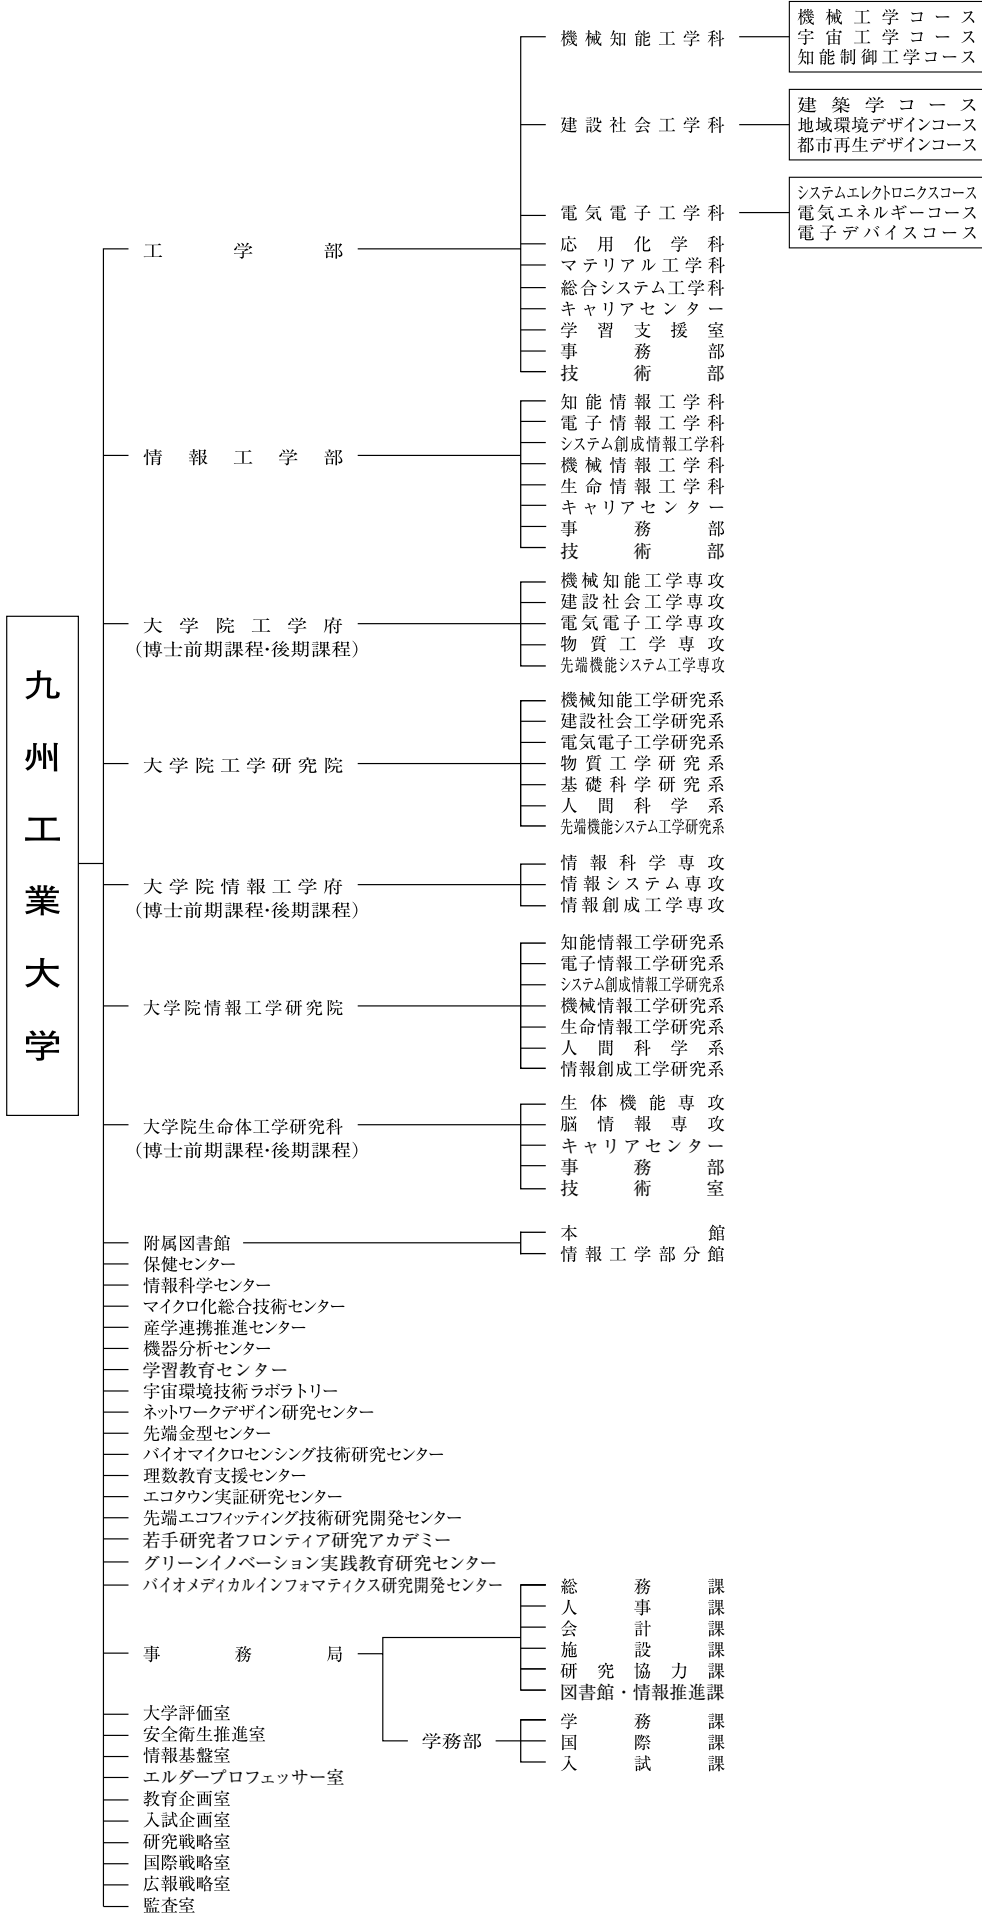 九州工業大学
工学部
機械知能工学科
機械工学コース
宇宙工学コース
知能制御工学コース
建設社会工学科
建築学コース
地域環境デザインコース
都市再生デザインコース
電気電子工学科
システムエレクトロニクスコース
電気エネルギーコース
電子デバイスコース
応用化学科
マテリアル工学科
総合システム工学科
キャリアセンター
学習支援室
事務部
技術部
情報工学部
知能情報工学科
電子情報工学科
システム創成情報工学科
機械情報工学科
生命情報工学科
キャリアセンター
事務部
技術部
大学院工学府
(博士前期課程・後期課程)
機械知能工学専攻
建設社会工学専攻
電気電子工学専攻
物質工学専攻
先端機能システム工学専攻
大学院工学研究院
機械知能工学研究系
建設社会工学研究系
電気電子工学研究系
物質工学研究系
基礎科学研究系
人間科学系
先端機能システム工学研究系
大学院情報工学府
(博士前期課程・後期課程)
情報科学専攻
情報システム専攻
情報創成工学専攻
大学院情報工学研究院
知能情報工学研究系
電子情報工学研究系
システム創成情報工学研究系
機械情報工学研究系
生命情報工学研究系
人間科学系
情報創成工学研究系
大学院生命体工学研究科
(博士前期課程・後期課程)
生体機能専攻
脳情報専攻
キャリアセンター
事務部
技術室
附属図書館
本館
情報工学部分館
保健センター
情報科学センター
マイクロ化総合技術センター
産学連携推進センター
機器分析センター
学習教育センター
宇宙環境技術ラボラトリー
ネットワークデザイン研究センター
先端金型センター
バイオマイクロセンシング技術研究センター
理数教育支援センター
エコタウン実証研究センター
先端エコフィッティング技術研究開発センター
若手研究者フロンティア研究アカデミー
グリーンイノベーション実践教育研究センター
バイオメディカルインフォマティクス研究開発センター
事務局
総務課
人事課
会計課
施設課
研究協力課
図書館・情報推進課
学務部
学務課
国際課
入試課
大学評価室
安全衛生推進室
情報基盤室
エルダープロフェッサー室
教育企画室
入試企画室
研究戦略室
国際戦略室
広報戦略室
監査室